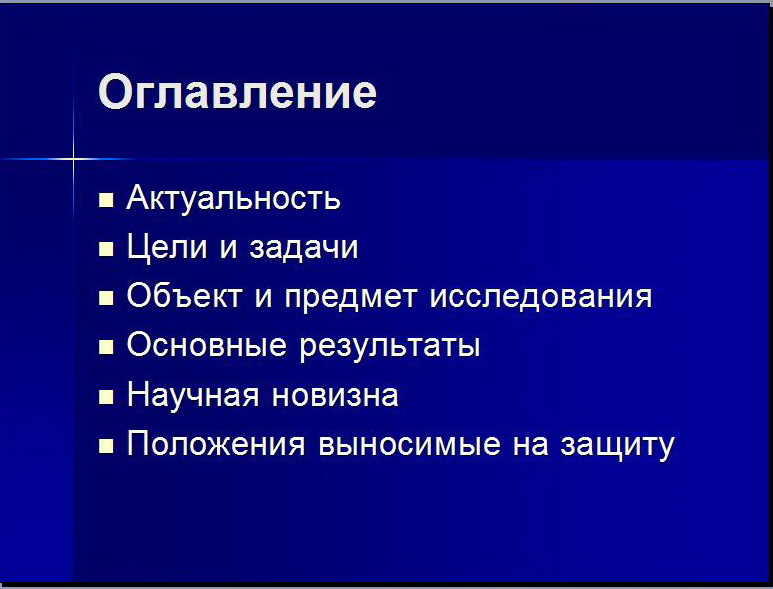 Оглавление
Актуальность
Цели и задачи
Объект и предмет исследования
Основные результаты
Научная новизна
Положения выносимые на защиту